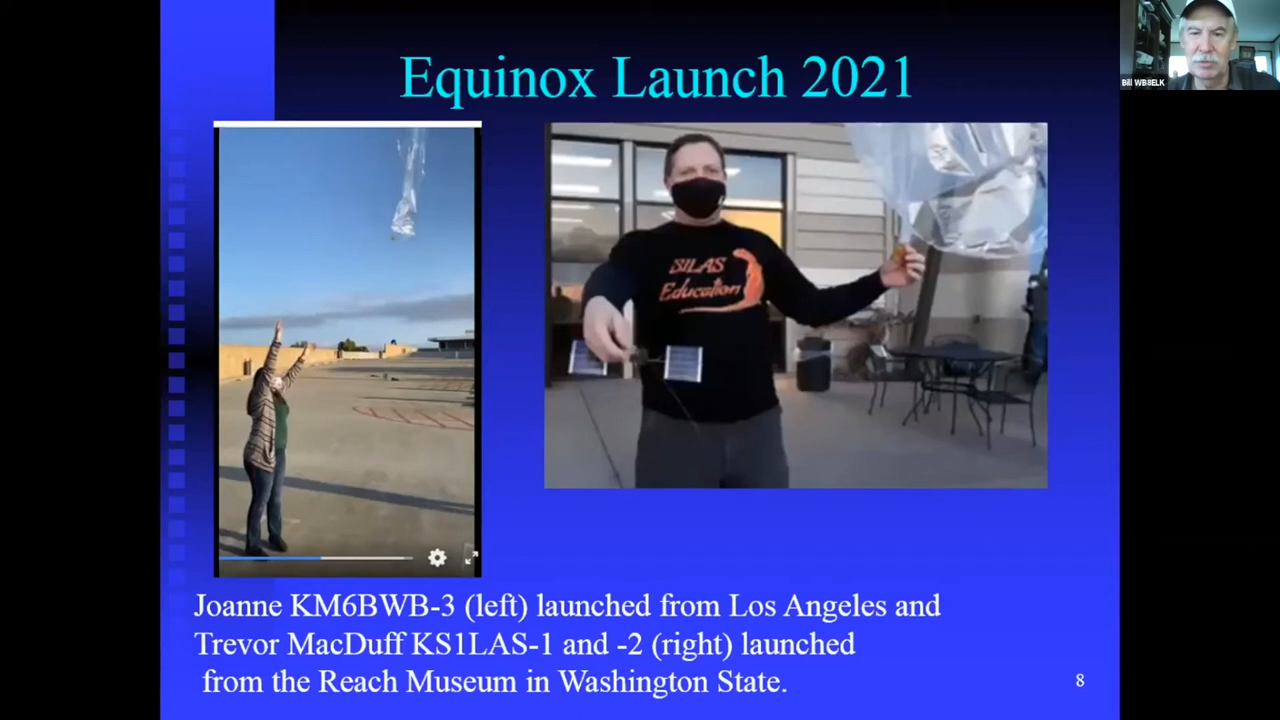 Equinox Launch 2021
Bill WB8ELK
SILAS
Education
Joanne KM6BWB-3 (left) launched from Los Angeles and
Trevor MacDuff KS1LAS-1 and -2 (right) launched
from the Reach Museum in Washington State.
8